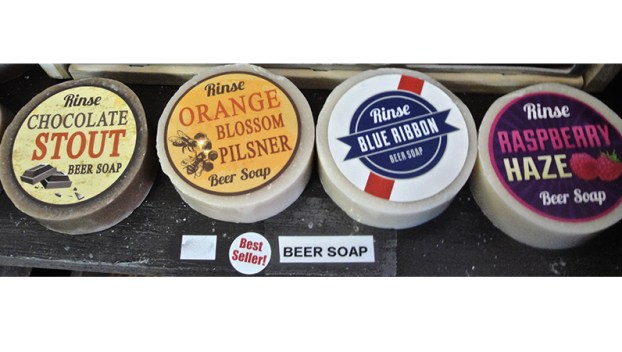 Rinse
CHOCOLATE
STOUT
BEER SOAP
Rinse
ORANGE
BLOSSOM
PILSNER
Beer Soap
Rinse
BLUE RIBBON
BEER SOAP
Rinse
RASPBERRY
HAZE
Beer Soap
Best
Seller!
BEER SOAP